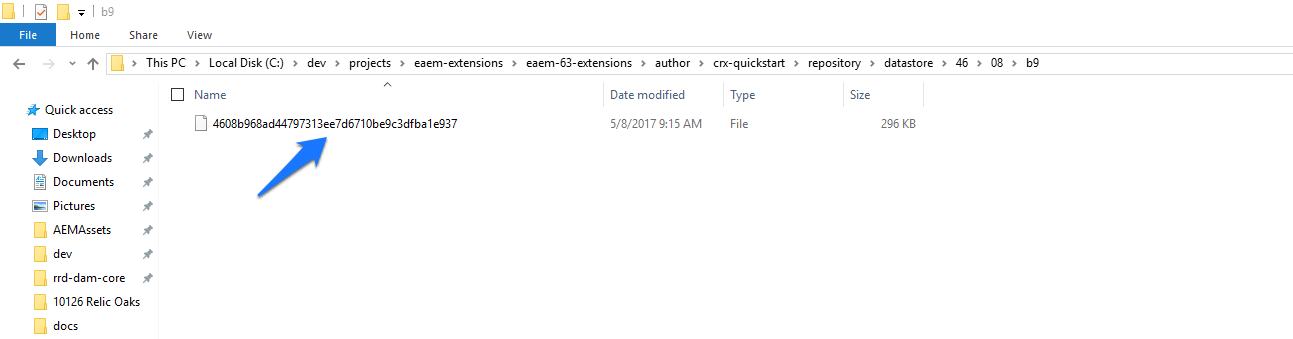 b9
File Home Share View
This PC Local Disk (C:) dev projects eaem-extensions eaem-63-extensions author crx-quickstart repository datastore 46 08 b9
Name Date modified Type Size
4608b968ad44797313ee7d6710be9c3dfba1e937 5/8/2017 9:15 AM File 296 KB
Quick access
Desktop
Downloads
Documents
Pictures
AEMAssets
dev
rrd-dam-core
10126 Relic Oaks
docs